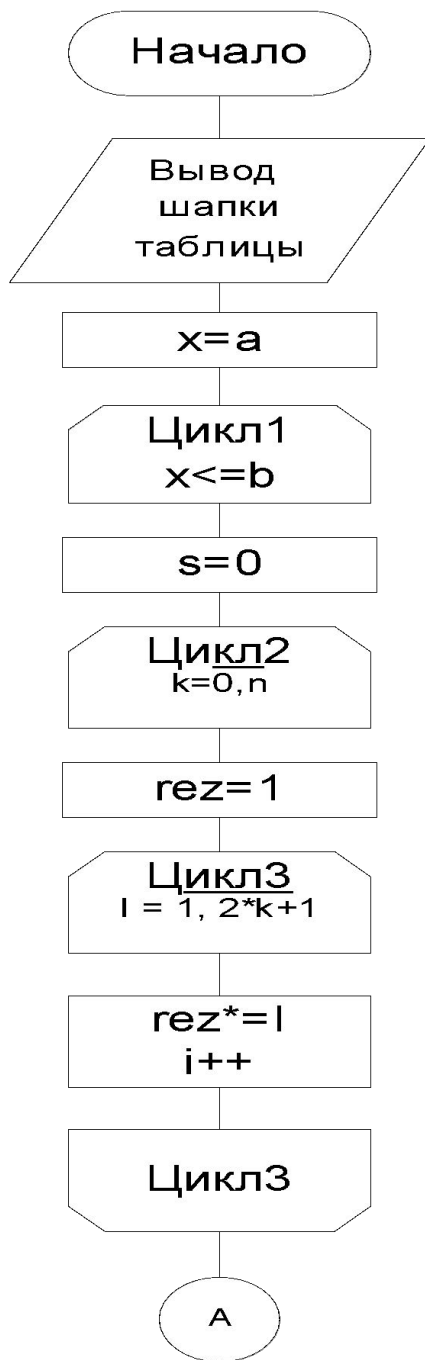 Начало
Вывод
шапки
таблицы
x=a
Цикл1
x<=b
s=0
Цикл2
k=0,n
rez=1
Цикл3
I = 1, 2*k+1
rez*=I
i++
Цикл3
A